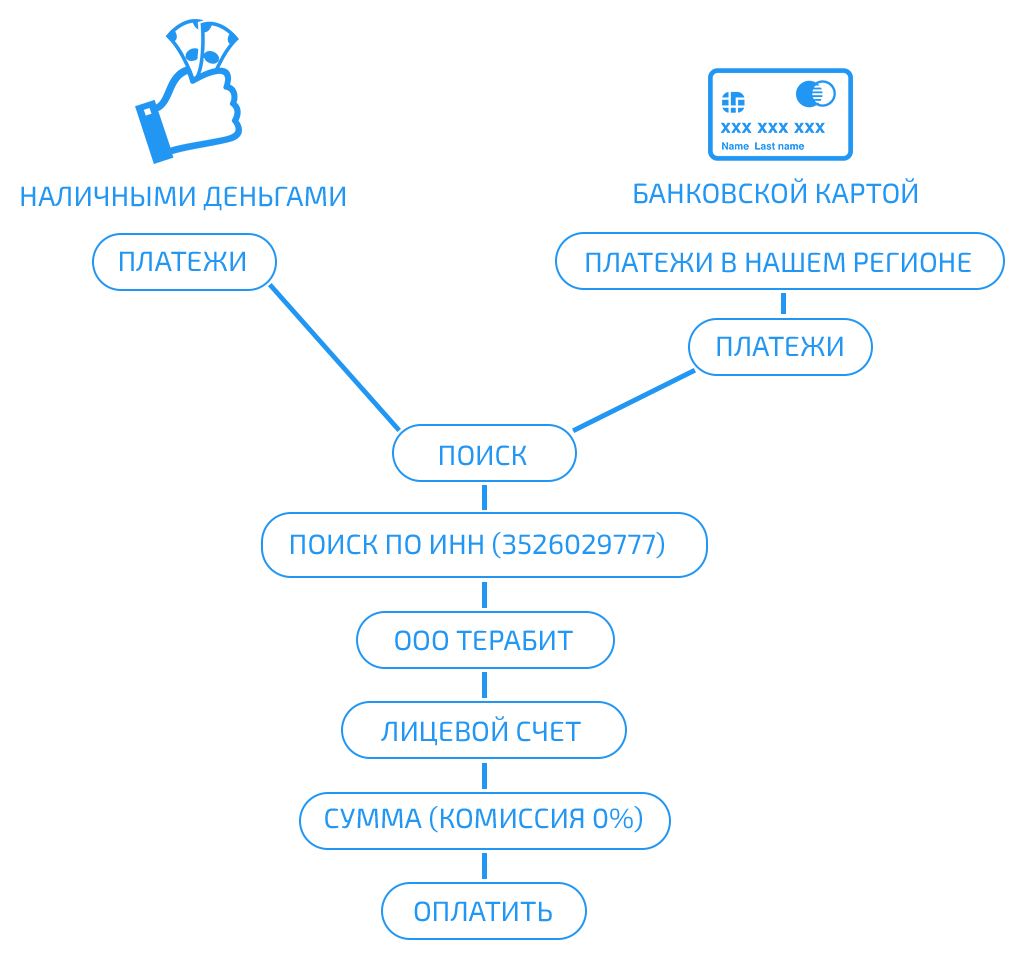 xxx xxx xxx
Name Last name
НАЛИЧНЫМИ ДЕНЬГАМИ
БАНКОВСКОЙ КАРТОЙ
ПЛАТЕЖИ
ПЛАТЕЖИ В НАШЕМ РЕГИОНЕ
ПЛАТЕЖИ
ПОИСК
ПОИСК ПО ИНН (3526029777)
ООО ТЕРАБИТ
ЛИЦЕВОЙ СЧЕТ
СУММА (КОМИССИЯ 0%)
ОПЛАТИТЬ